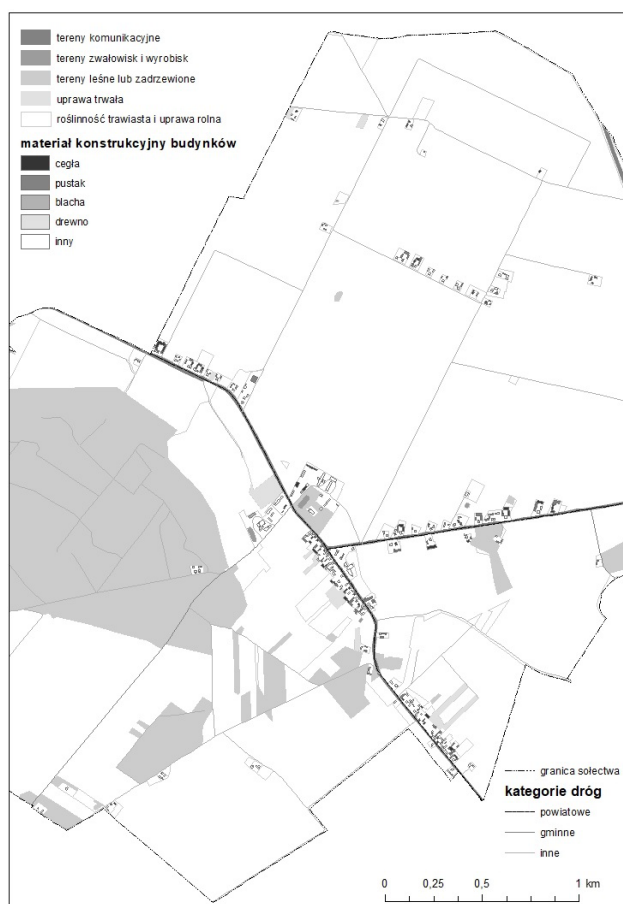 tereny komunikacyjne
tereny zwałowisk i wyrobisk
tereny leśne lub zadrzewione
uprawa trwała
roślinność trawiasta i uprawa rolna
materiał konstrukcyjny budynków
cegła
pustak
blacha
drewno
inny
granica sołectwa
kategorie dróg
powiatowe
gminne
inne
0 0,25 0,5 1 km